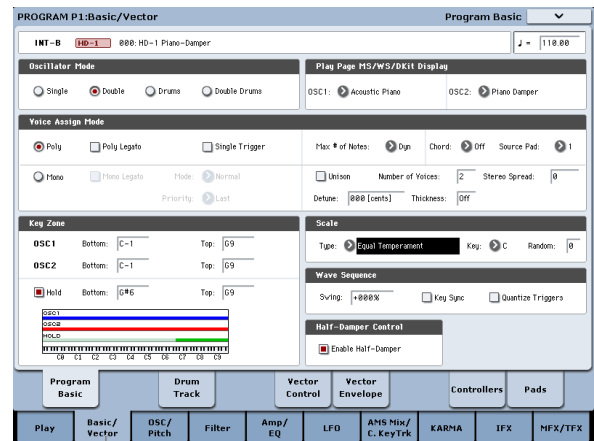 PROGRAM P1:Basic/Vector Program Basic
INT-B HD-1 000: HD-1 Piano-Damper ♩= 110.00
Oscillator Mode
Single Double Drums Double Drums
Play Page MS/WS/DKit Display
OSC1: Acoustic Piano OSC2: Piano Damper
Voice Assign Mode
Poly Poly Legato Single Trigger Max # of Notes: Dyn Chord: Off Source Pad: 1
Mono Mono Legato Mode: Normal Unison Number of Voices: 2 Stereo Spread: 0
Priority: Last Detune: 000 [cents] Thickness: Off
Key Zone
OSC1 Bottom: C-1 Top: G9
OSC2 Bottom: C-1 Top: G9
Hold Bottom: G#6 Top: G9
OSC1
OSC2
HOLD
C0 C1 C2 C3 C4 C5 C6 C7 C8 C9
Scale
Type: Equal Temperament Key: C Random: 0
Wave Sequence
Swing: +000% Key Sync Quantize Triggers
Half-Damper Control
Enable Half-Damper
Program Basic Drum Track Vector Control Vector Envelope Controllers Pads
Play Basic/Vector OSC/Pitch Filter Amp/EQ LFO AMS Mix/C.KeyTrk KARMA IFX MFX/TFX